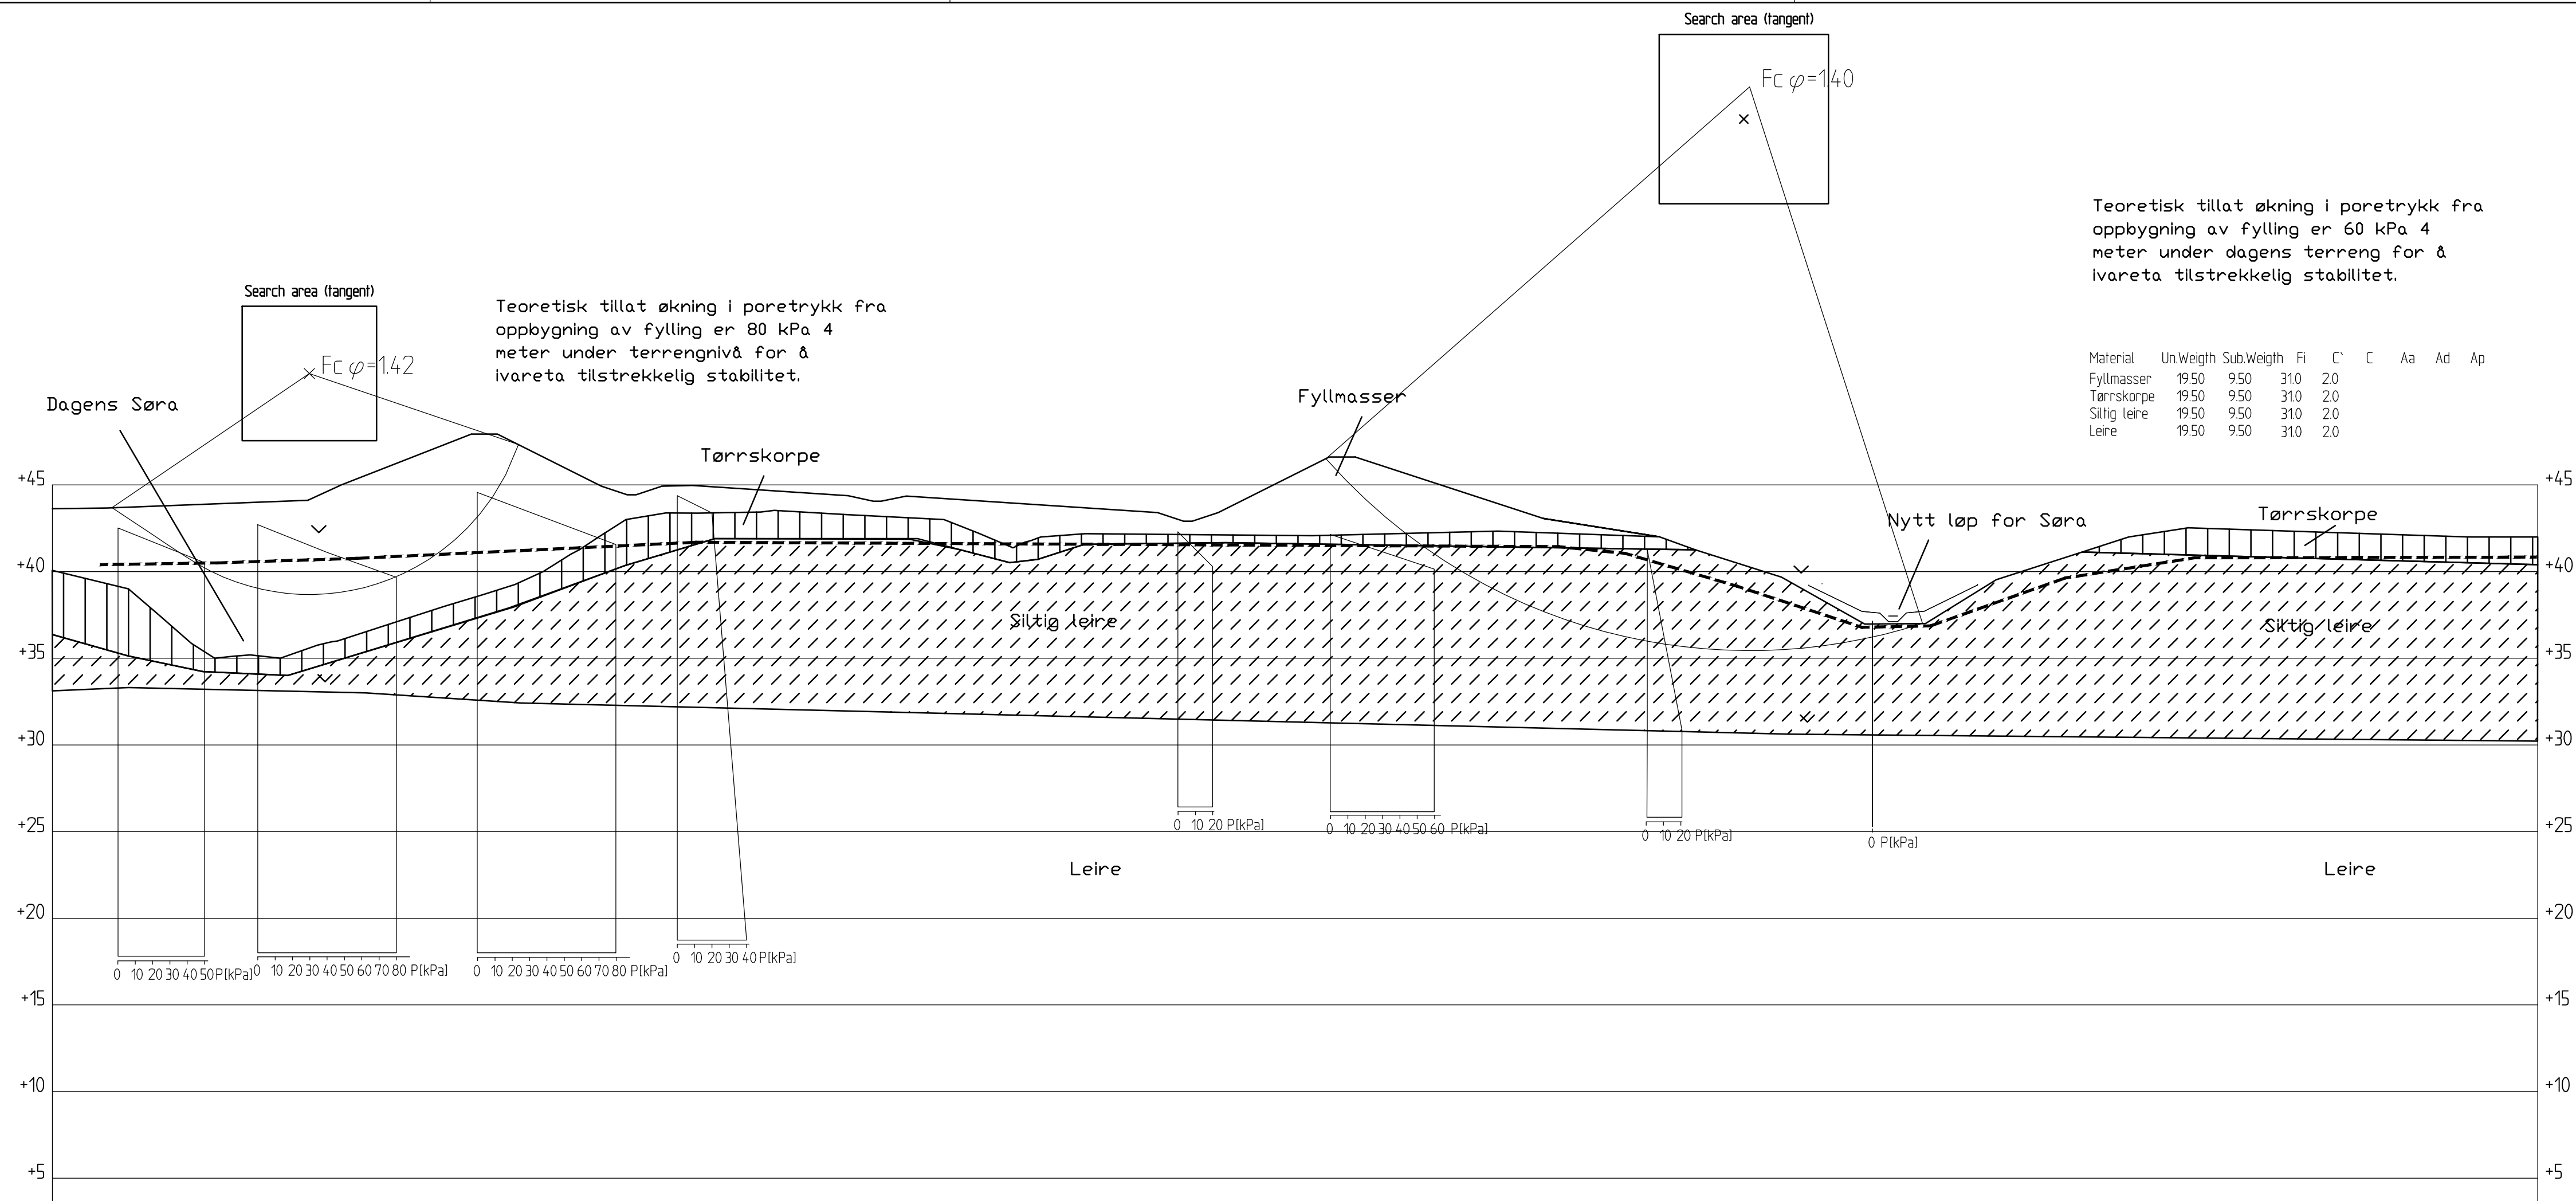 Search area (tangent)
Fc φ=1.40
Teoretisk tillat økning i poretrykk fra
oppbygning av fylling er 60 kPa 4
meter under dagens terreng for å
ivareta tilstrekkelig stabilitet.
Search area (tangent)
Fc φ=1.42
Teoretisk tillat økning i poretrykk fra
oppbygning av fylling er 80 kPa 4
meter under terrengnivå for å
ivareta tilstrekkelig stabilitet.
Material Un.Weigth Sub.Weigth Fi C` C Aa Ad Ap
Fyllmasser 19.50 9.50 31.0 2.0
Tørrskorpe 19.50 9.50 31.0 2.0
Siltig leire 19.50 9.50 31.0 2.0
Leire 19.50 9.50 31.0 2.0
Dagens Søra
Fyllmasser
Tørrskorpe
+45 +45
Nytt løp for Søra
Tørrskorpe
+40 +40
Siltig leire
Siltig leire
+35 +35
+30 +30
+25 +25
0 10 20 P[kPa]
0 10 20 30 40 50 60 P[kPa]
0 10 20 P[kPa]
0 P[kPa]
Leire
Leire
+20 +20
0 10 20 30 40 50 P[kPa]
0 10 20 30 40 50 60 70 80 P[kPa]
0 10 20 30 40 50 60 70 80 P[kPa]
0 10 20 30 40 P[kPa]
+15 +15
+10 +10
+5 +5